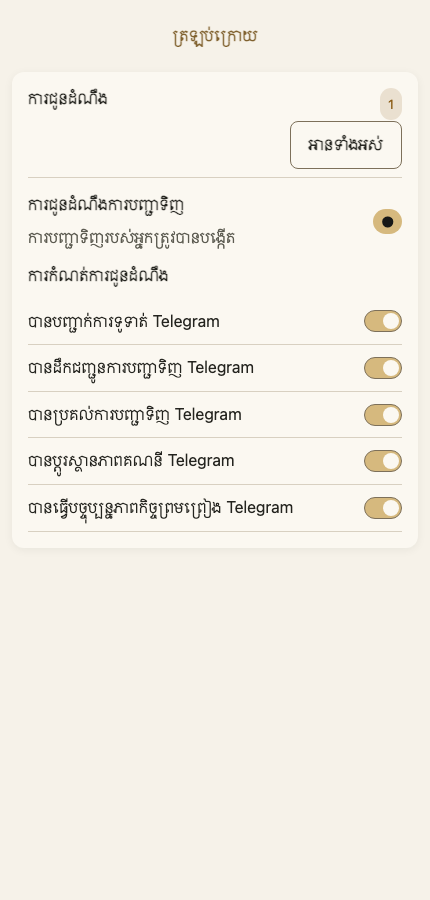 ត្រឡប់ក្រោយ
ការជូនដំណឹង
1
អានទាំងអស់
ការជូនដំណឹងការបញ្ជាទិញ
ការបញ្ជាទិញរបស់អ្នកត្រូវបានបង្កើត
ការកំណត់ការជូនដំណឹង
បានបញ្ជាក់ការទូទាត់ Telegram
បានដឹកជញ្ជូនការបញ្ជាទិញ Telegram
បានប្រគល់ការបញ្ជាទិញ Telegram
បានប្តូរស្ថានភាពគណនី Telegram
បានធ្វើបច្ចុប្បន្នភាពកិច្ចព្រមព្រៀង Telegram